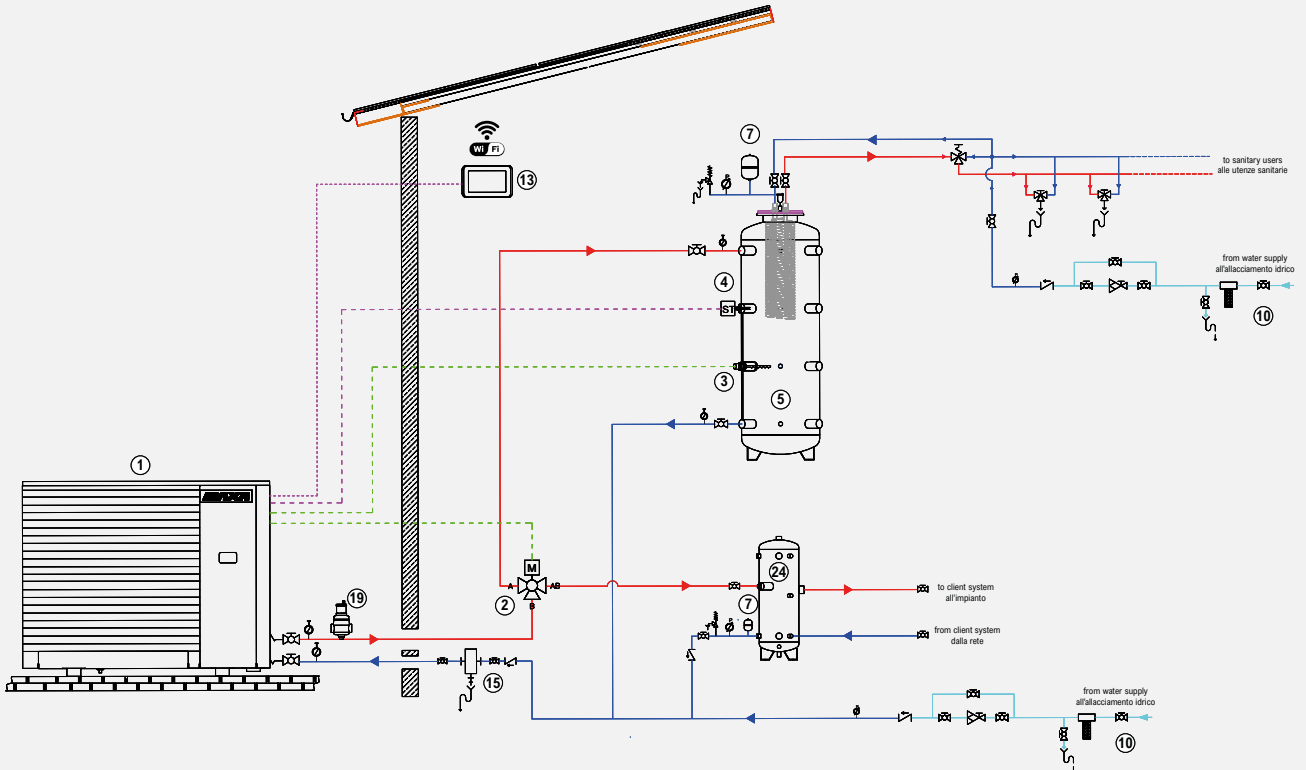 Wi Fi
13
7
to sanitary users
alle utenze sanitarie
from water supply
all'allacciamento idrico
10
4
ST
3
5
1
M
A
AB
B
2
24
to client system
all'impianto
19
7
from client system
dalla rete
15
from water supply
all'allacciamento idrico
10